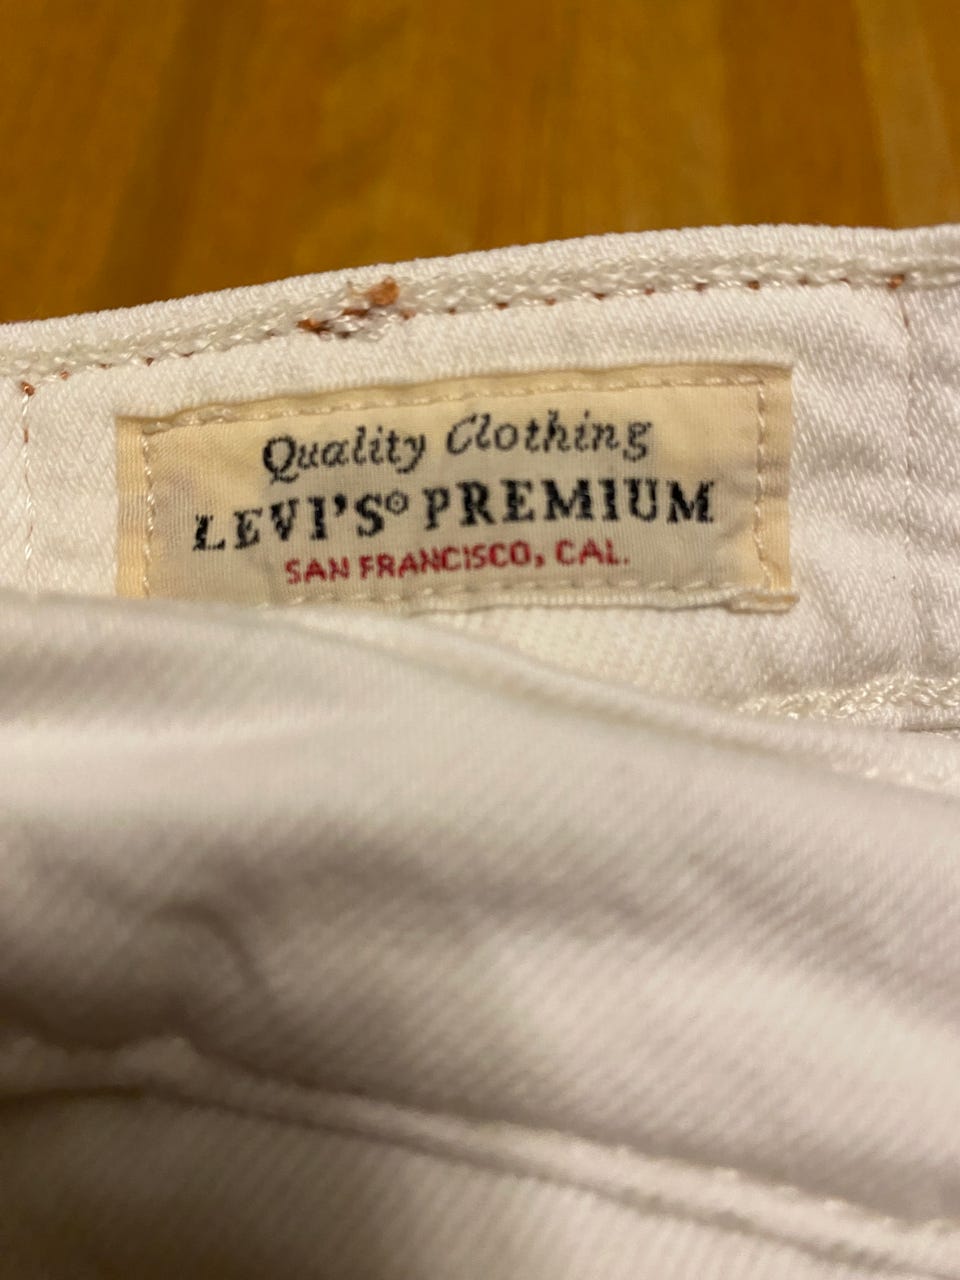 Quality Clothing
LEVI'S® PREMIUM
SAN FRANCISCO, CAL.